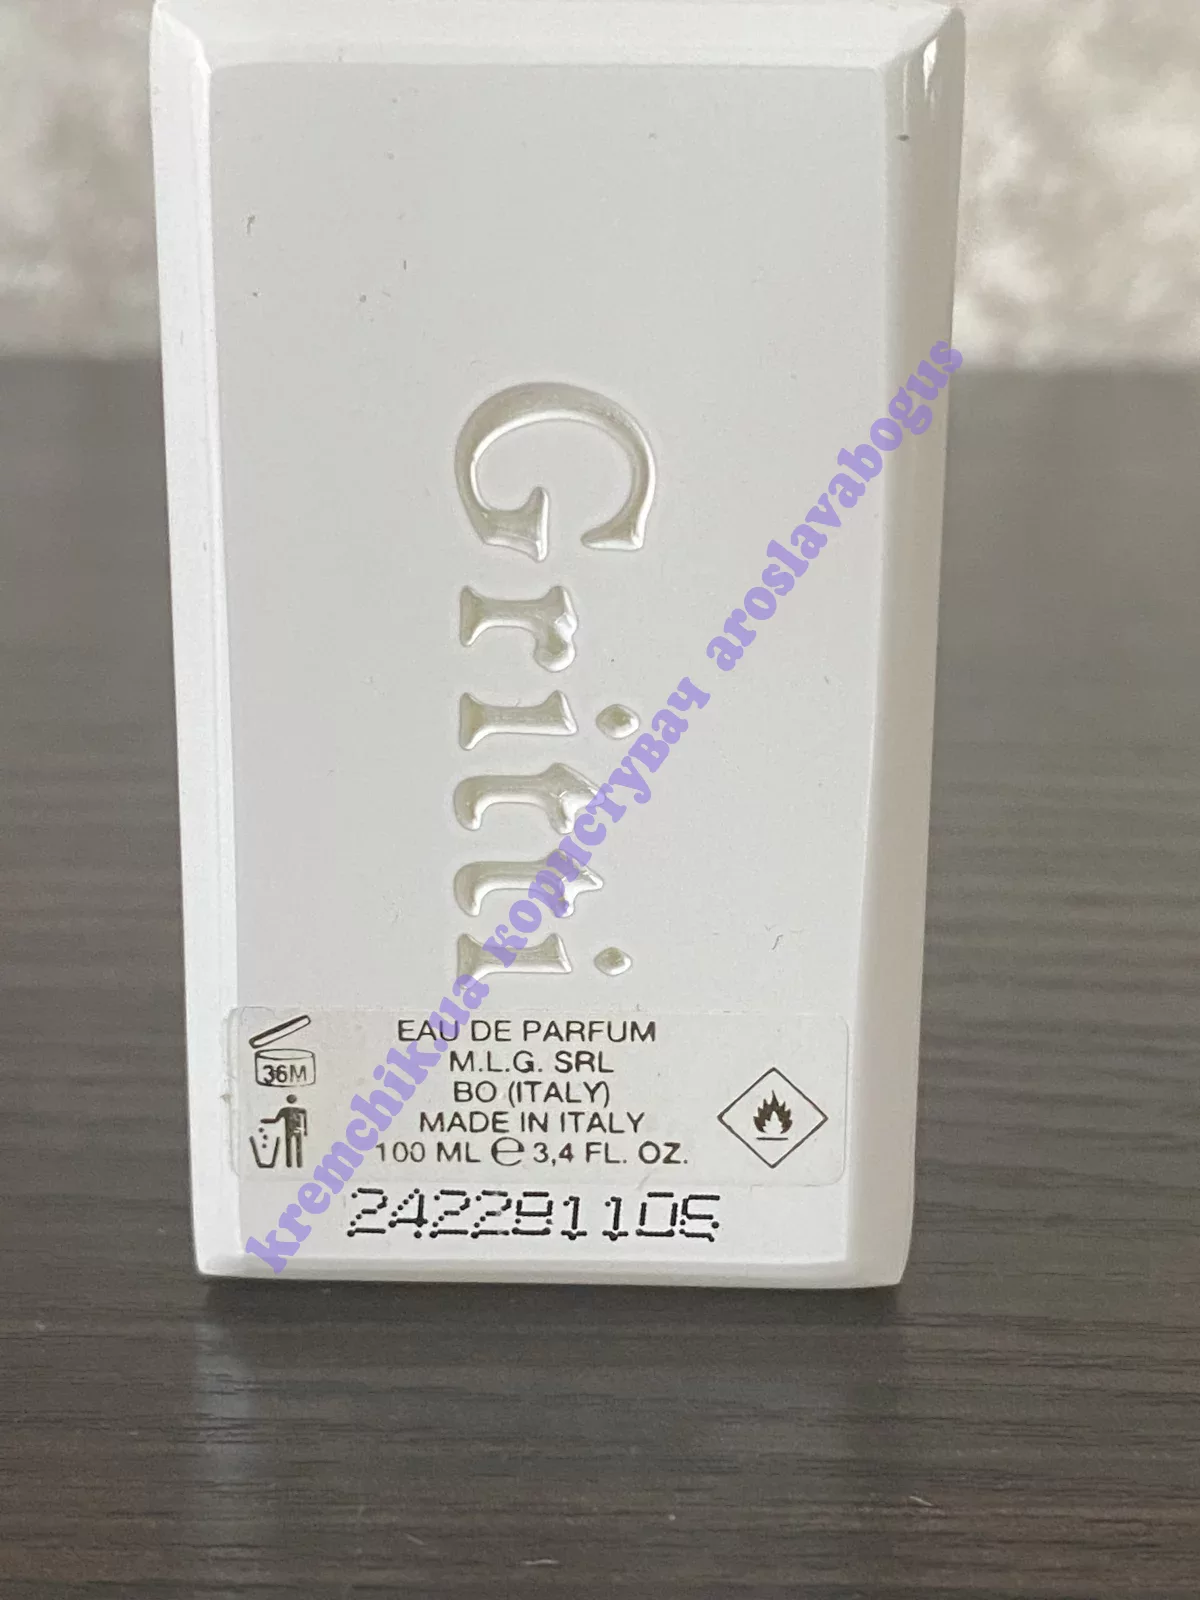 Gritti
36M
EAU DE PARFUM
M.L.G. SRL
BO (ITALY)
MADE IN ITALY
100 ML ℮ 3,4 FL. OZ.
242281105
kremchik.ua користувач aroslavabogus